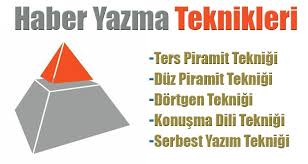 Haber Yazma Teknikleri
-Ters Piramit Tekniği
-Düz Piramit Tekniği
-Dörtgen Tekniği
-Konuşma Dili Tekniği
-Serbest Yazım Tekniği